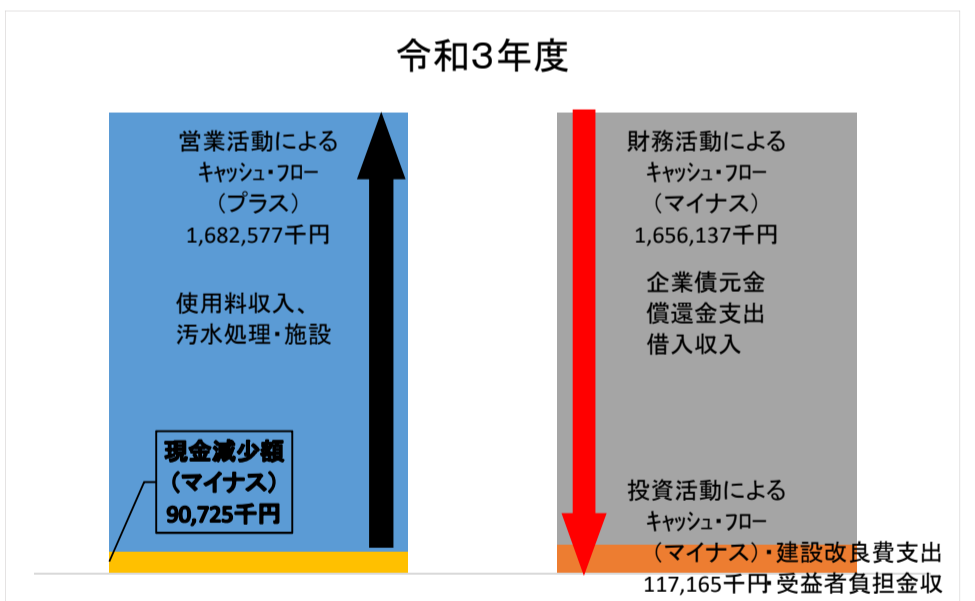 令和3年度
営業活動による
ｷｬｯｼｭ・ﾌﾛｰ
（プラス）
1,682,577千円
使用料収入、
汚水処理・施設
現金減少額
（マイナス）
90,725千円
財務活動による
ｷｬｯｼｭ・ﾌﾛｰ
（マイナス）
1,656,137千円
企業債元金
償還金支出
借入収入
投資活動による
ｷｬｯｼｭ・ﾌﾛｰ
（マイナス）・建設改良費支出
117,165千円・受益者負担金収